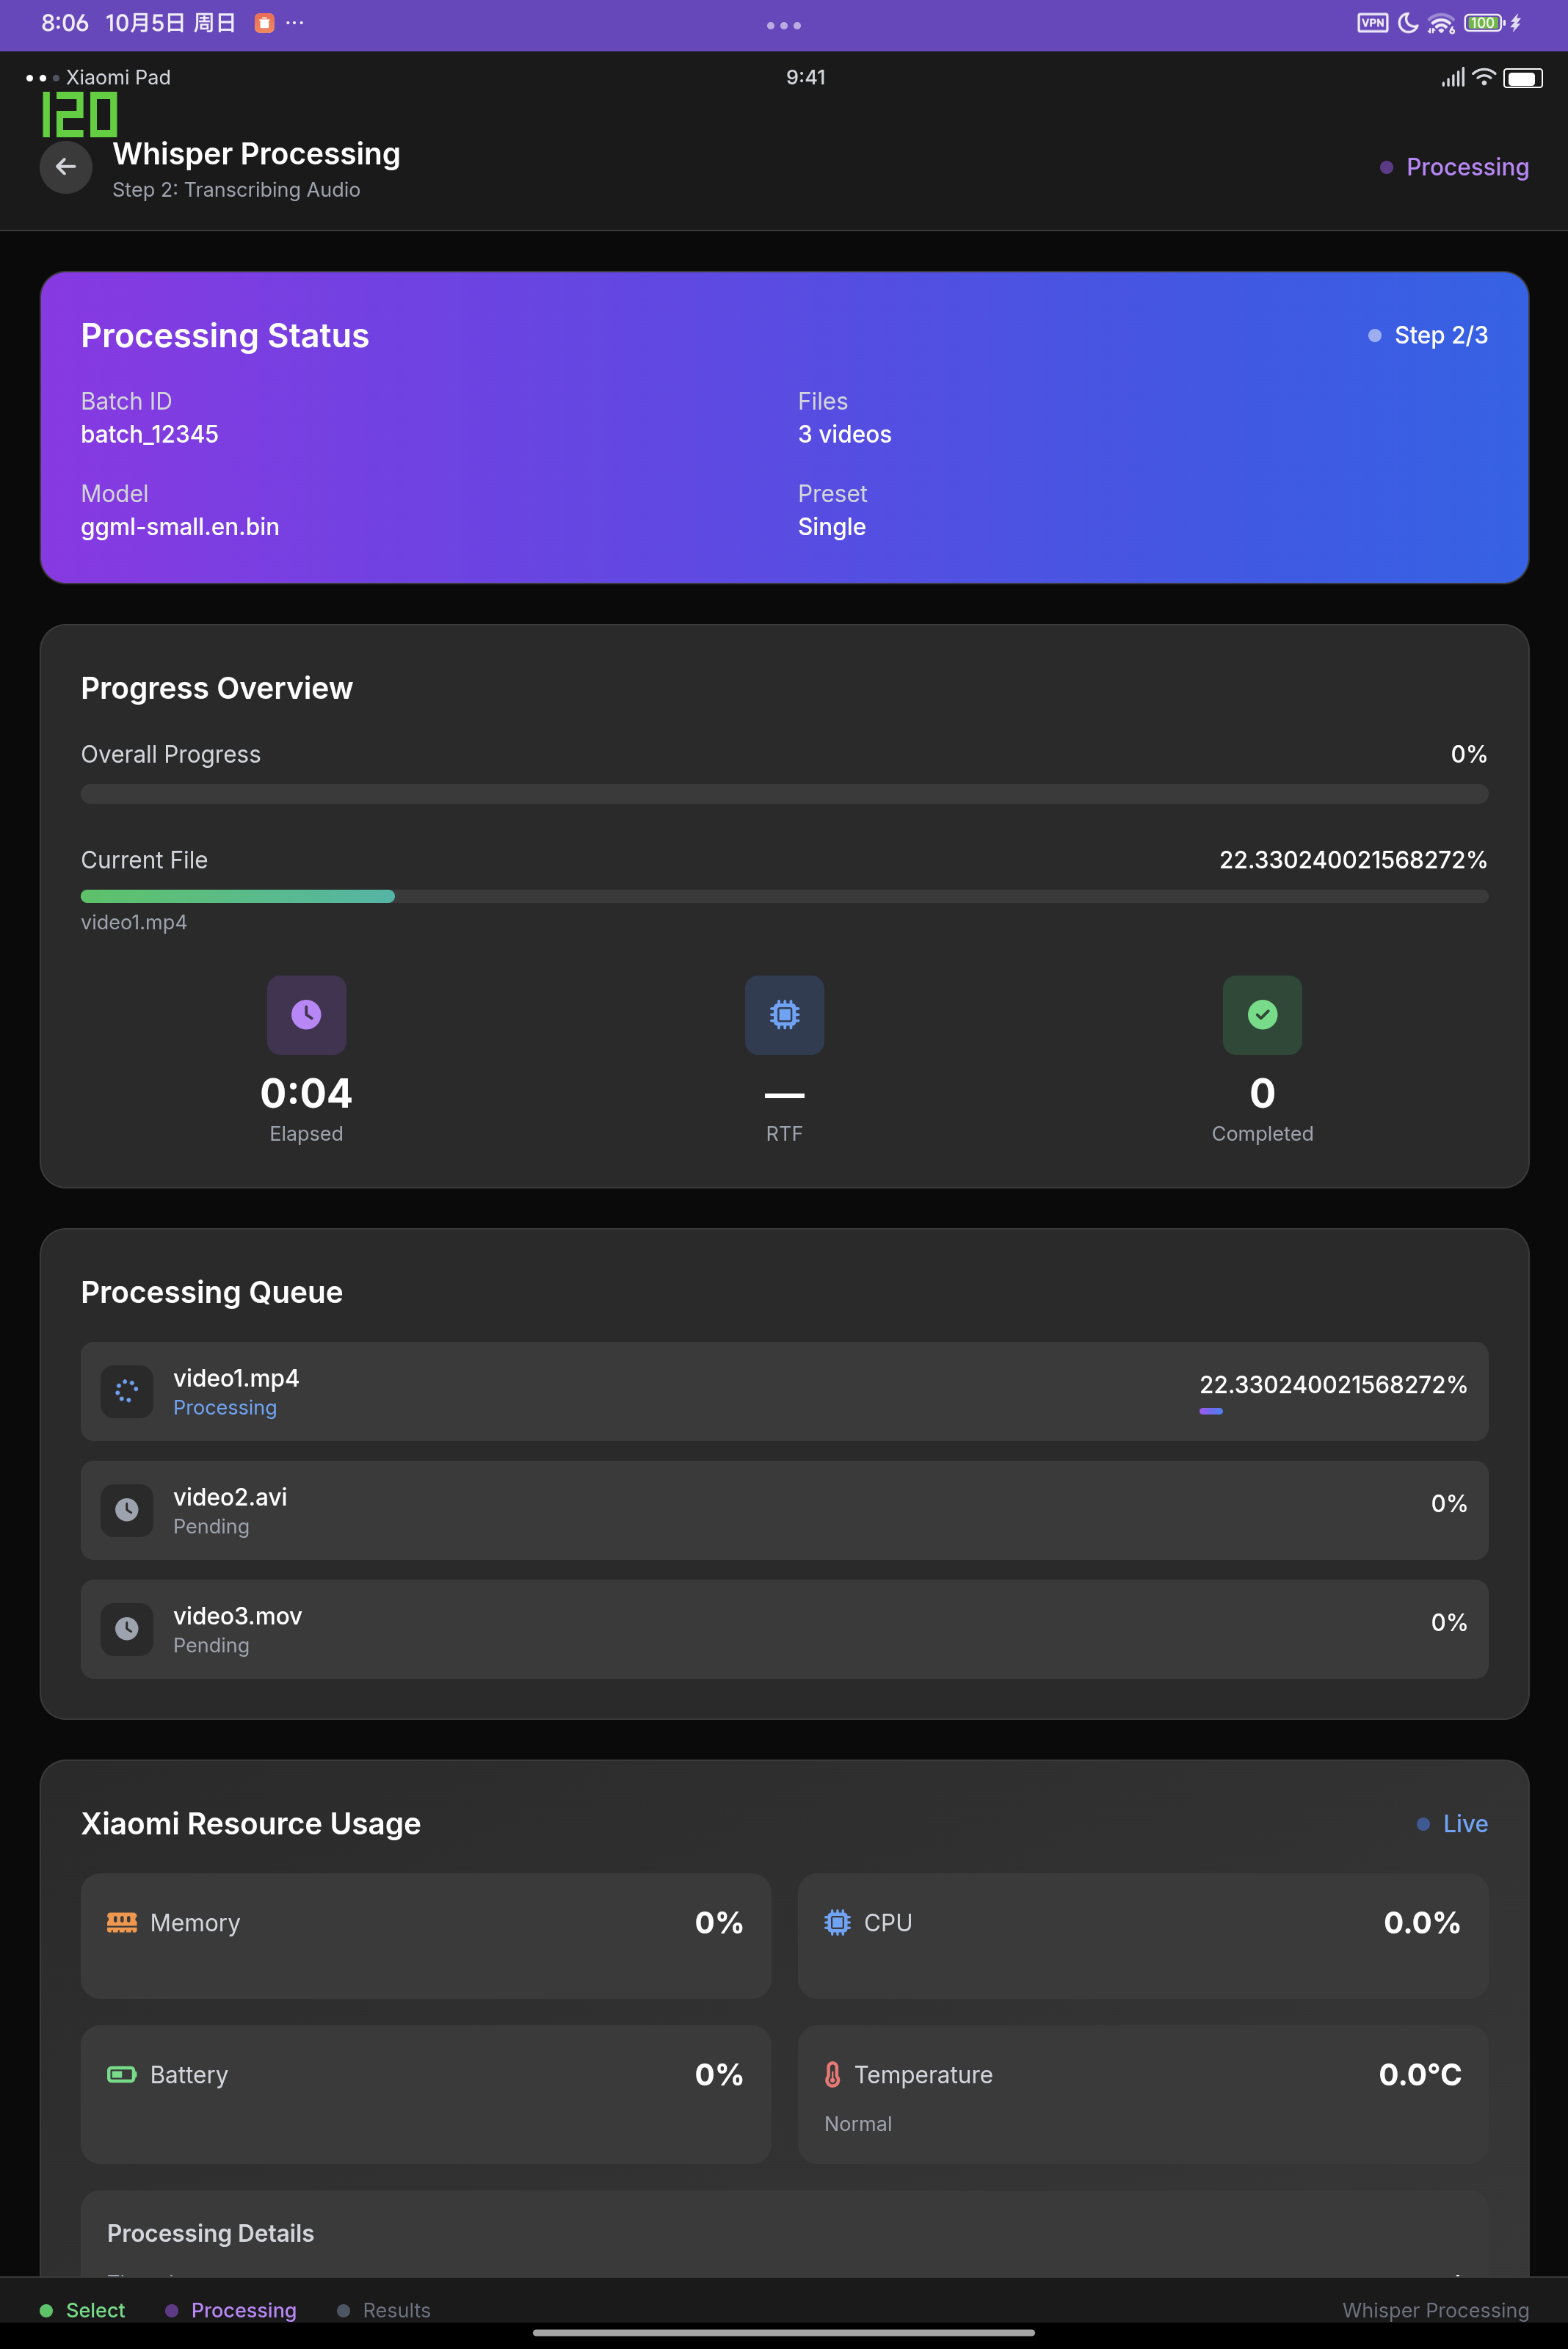 8:06 10月5日 周日 ···
VPN 6 100
Xiaomi Pad 9:41
120
Whisper Processing
Step 2: Transcribing Audio
Processing
Processing Status
Step 2/3
Batch ID
batch_12345
Files
3 videos
Model
ggml-small.en.bin
Preset
Single
Progress Overview
Overall Progress 0%
Current File 22.330240021568272%
video1.mp4
0:04
Elapsed
—
RTF
0
Completed
Processing Queue
video1.mp4
Processing
22.330240021568272%
video2.avi
Pending
0%
video3.mov
Pending
0%
Xiaomi Resource Usage
Live
Memory 0%
CPU 0.0%
Battery 0%
Temperature 0.0°C
Normal
Processing Details
Select Processing Results Whisper Processing